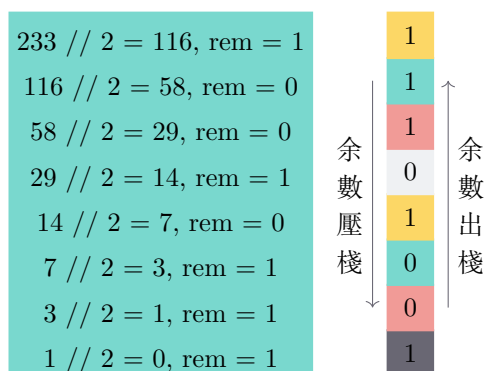 233 // 2 = 116, rem = 1
116 // 2 = 58, rem = 0
58 // 2 = 29, rem = 0
29 // 2 = 14, rem = 1
14 // 2 = 7, rem = 0
7 // 2 = 3, rem = 1
3 // 2 = 1, rem = 1
1 // 2 = 0, rem = 1
余數壓棧
1
1
1
0
1
0
0
1
余數出棧